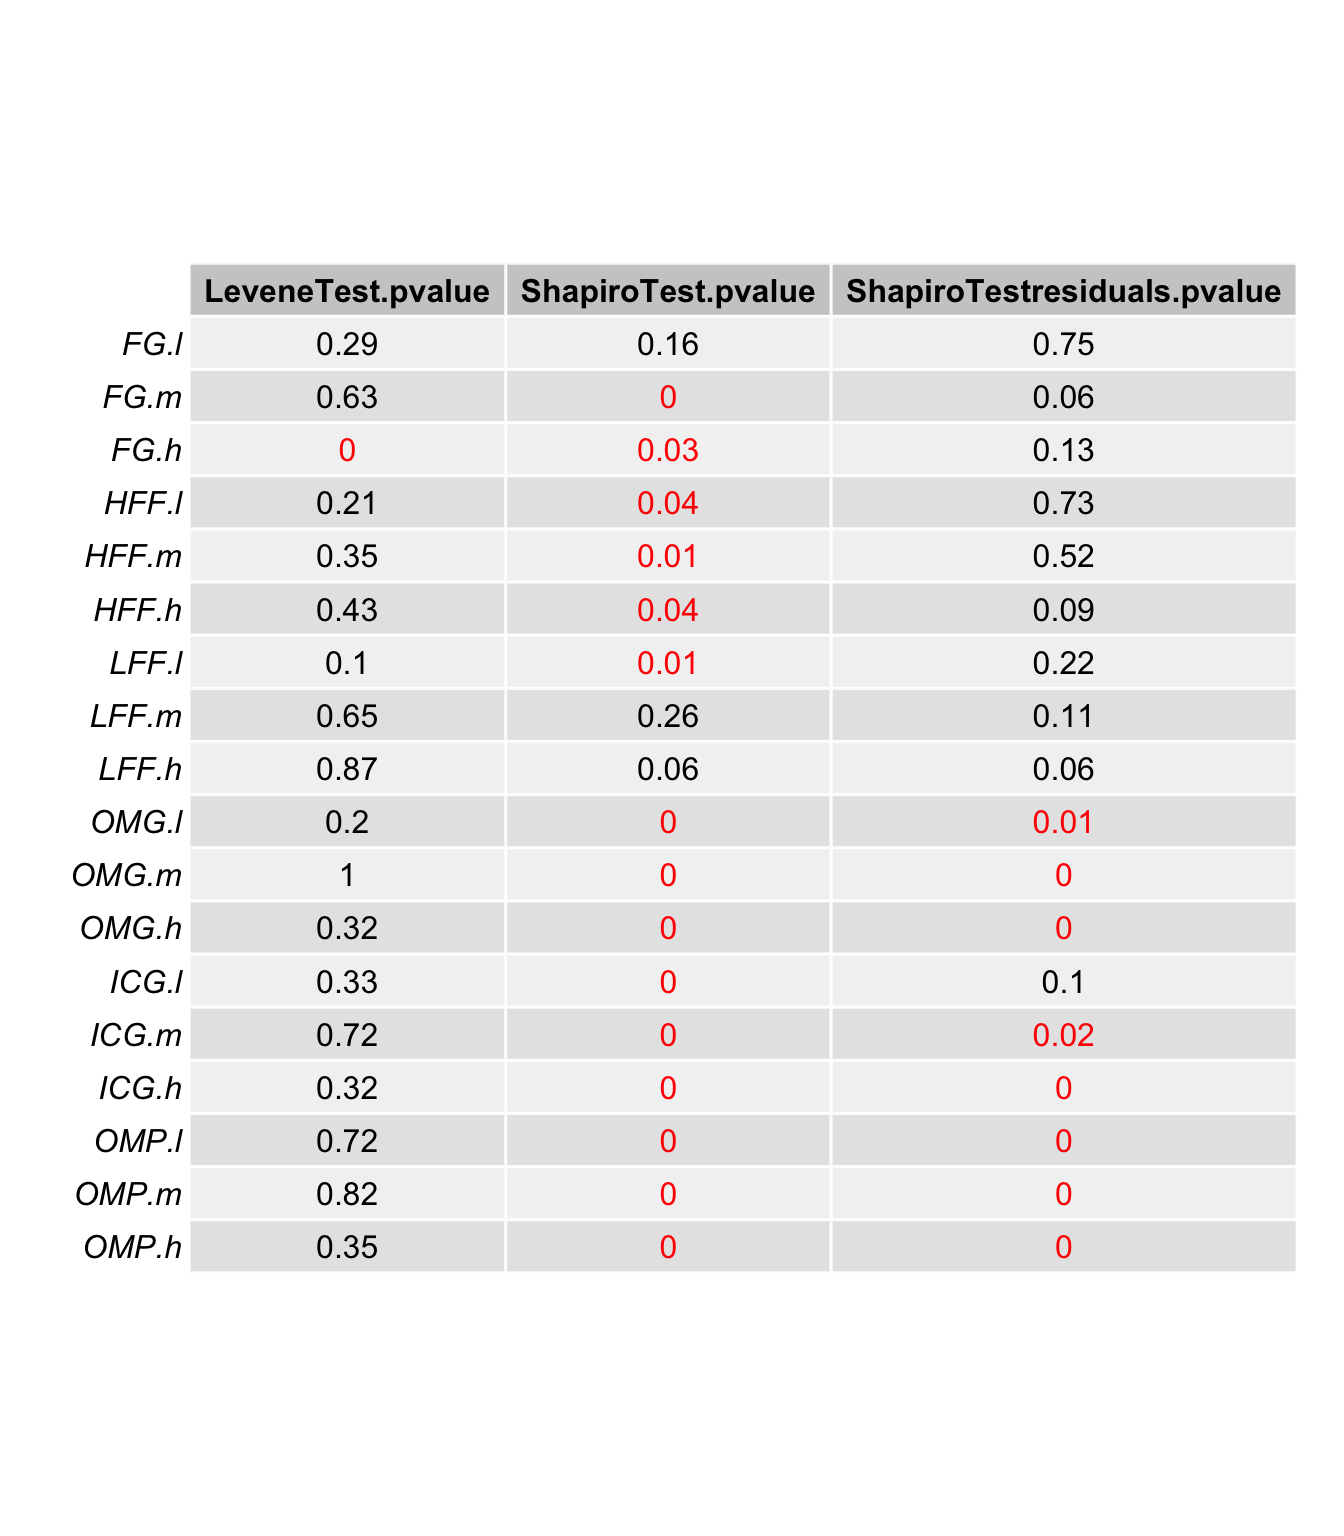 LeveneTest.pvalue ShapiroTest.pvalue ShapiroTestresiduals.pvalue
FG.l 0.29 0.16 0.75
FG.m 0.63 0 0.06
FG.h 0 0.03 0.13
HFF.l 0.21 0.04 0.73
HFF.m 0.35 0.01 0.52
HFF.h 0.43 0.04 0.09
LFF.l 0.1 0.01 0.22
LFF.m 0.65 0.26 0.11
LFF.h 0.87 0.06 0.06
OMG.l 0.2 0 0.01
OMG.m 1 0 0
OMG.h 0.32 0 0
ICG.l 0.33 0 0.1
ICG.m 0.72 0 0.02
ICG.h 0.32 0 0
OMP.l 0.72 0 0
OMP.m 0.82 0 0
OMP.h 0.35 0 0